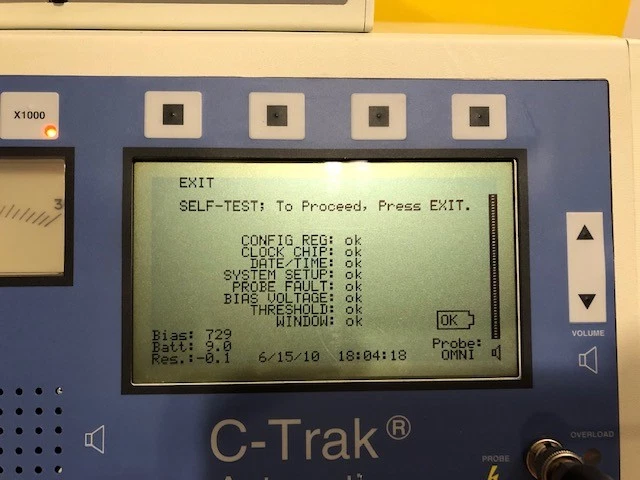 X1000
3
EXIT
SELF-TEST; To Proceed, Press EXIT.
CONFIG REG: ok
CLOCK CHIP: ok
DATE/TIME: ok
SYSTEM SETUP: ok
PROBE FAULT: ok
BIAS VOLTAGE: ok
THRESHOLD: ok
WINDOW: ok
OK
Bias: 729
Batt: 9.0
Res.:-0.1 6/15/10 18:04:18
Probe:
OMNI
VOLUME
C-Trak®
OVERLOAD
PROBE